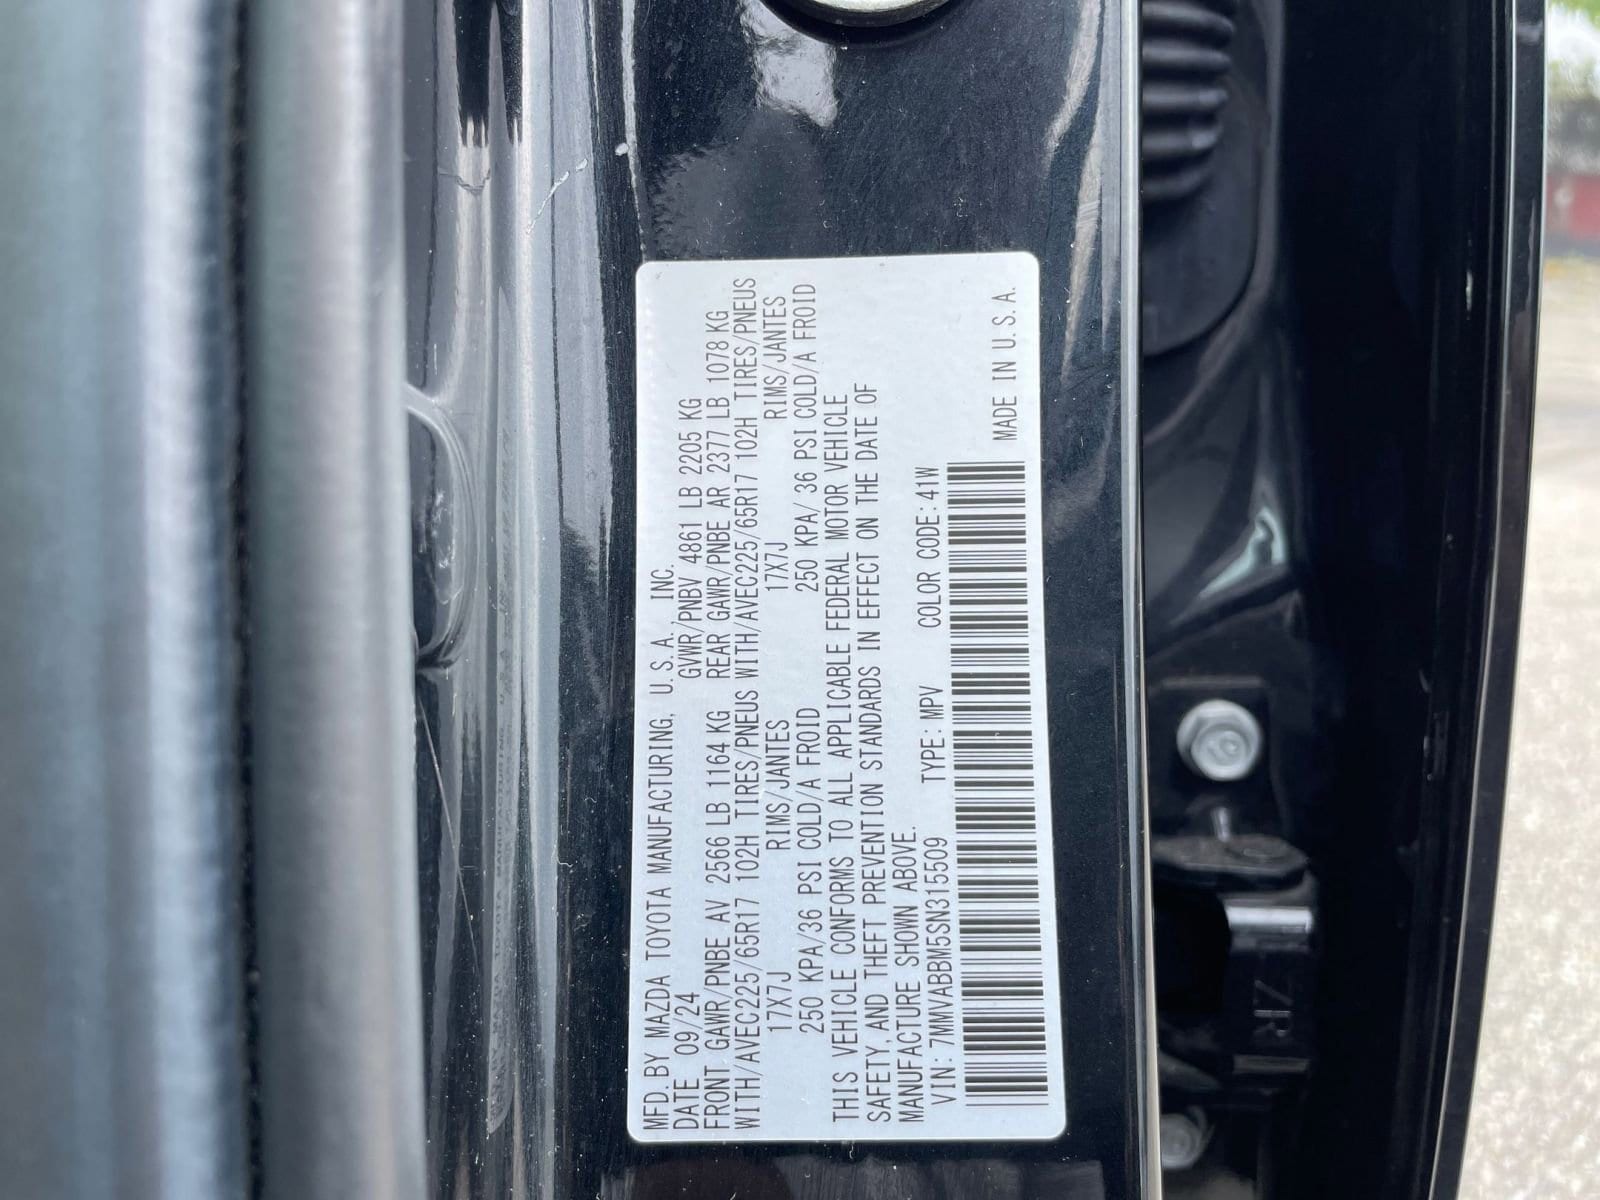 MFD.BY MAZDA TOYOTA MANUFACTURING, U.S.A., INC.
DATE 09/24 GVWR/PNBV 4861 LB 2205 KG
FRONT GAWR/PNBE AV 2566 LB 1164 KG REAR GAWR/PNBE AR 2377 LB 1078 KG
WITH/AVEC225/65R17 102H TIRES/PNEUS WITH/AVEC225/65R17 102H TIRES/PNEUS
17X7J RIMS/JANTES 17X7J RIMS/JANTES
250 KPA/36 PSI COLD/A FROID 250 KPA/ 36 PSI COLD/A FROID
THIS VEHICLE CONFORMS TO ALL APPLICABLE FEDERAL MOTOR VEHICLE
SAFETY, AND THEFT PREVENTION STANDARDS IN EFFECT ON THE DATE OF
MANUFACTURE SHOWN ABOVE.
VIN: 7MMVABBM5SN315509 TYPE: MPV COLOR CODE: 41W
MADE IN U.S.A.
ZR